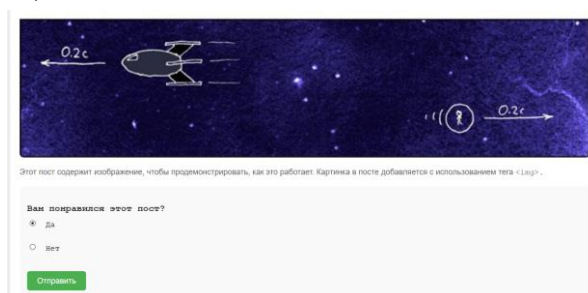 0.2c
0.2c
Этот пост содержит изображение, чтобы продемонстрировать, как это работает. Картинка в посте добавляется с использованием тега <img>.
Вам понравился этот пост?
Да
Нет
Отправить